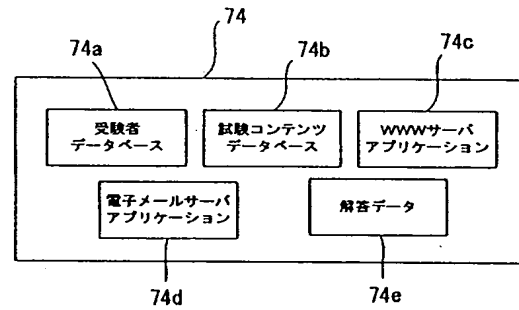 74
74a
74b
74c
受験者
データベース
試験コンテンツ
データベース
WWWサーバ
アプリケーション
電子メールサーバ
アプリケーション
解答データ
74d
74e